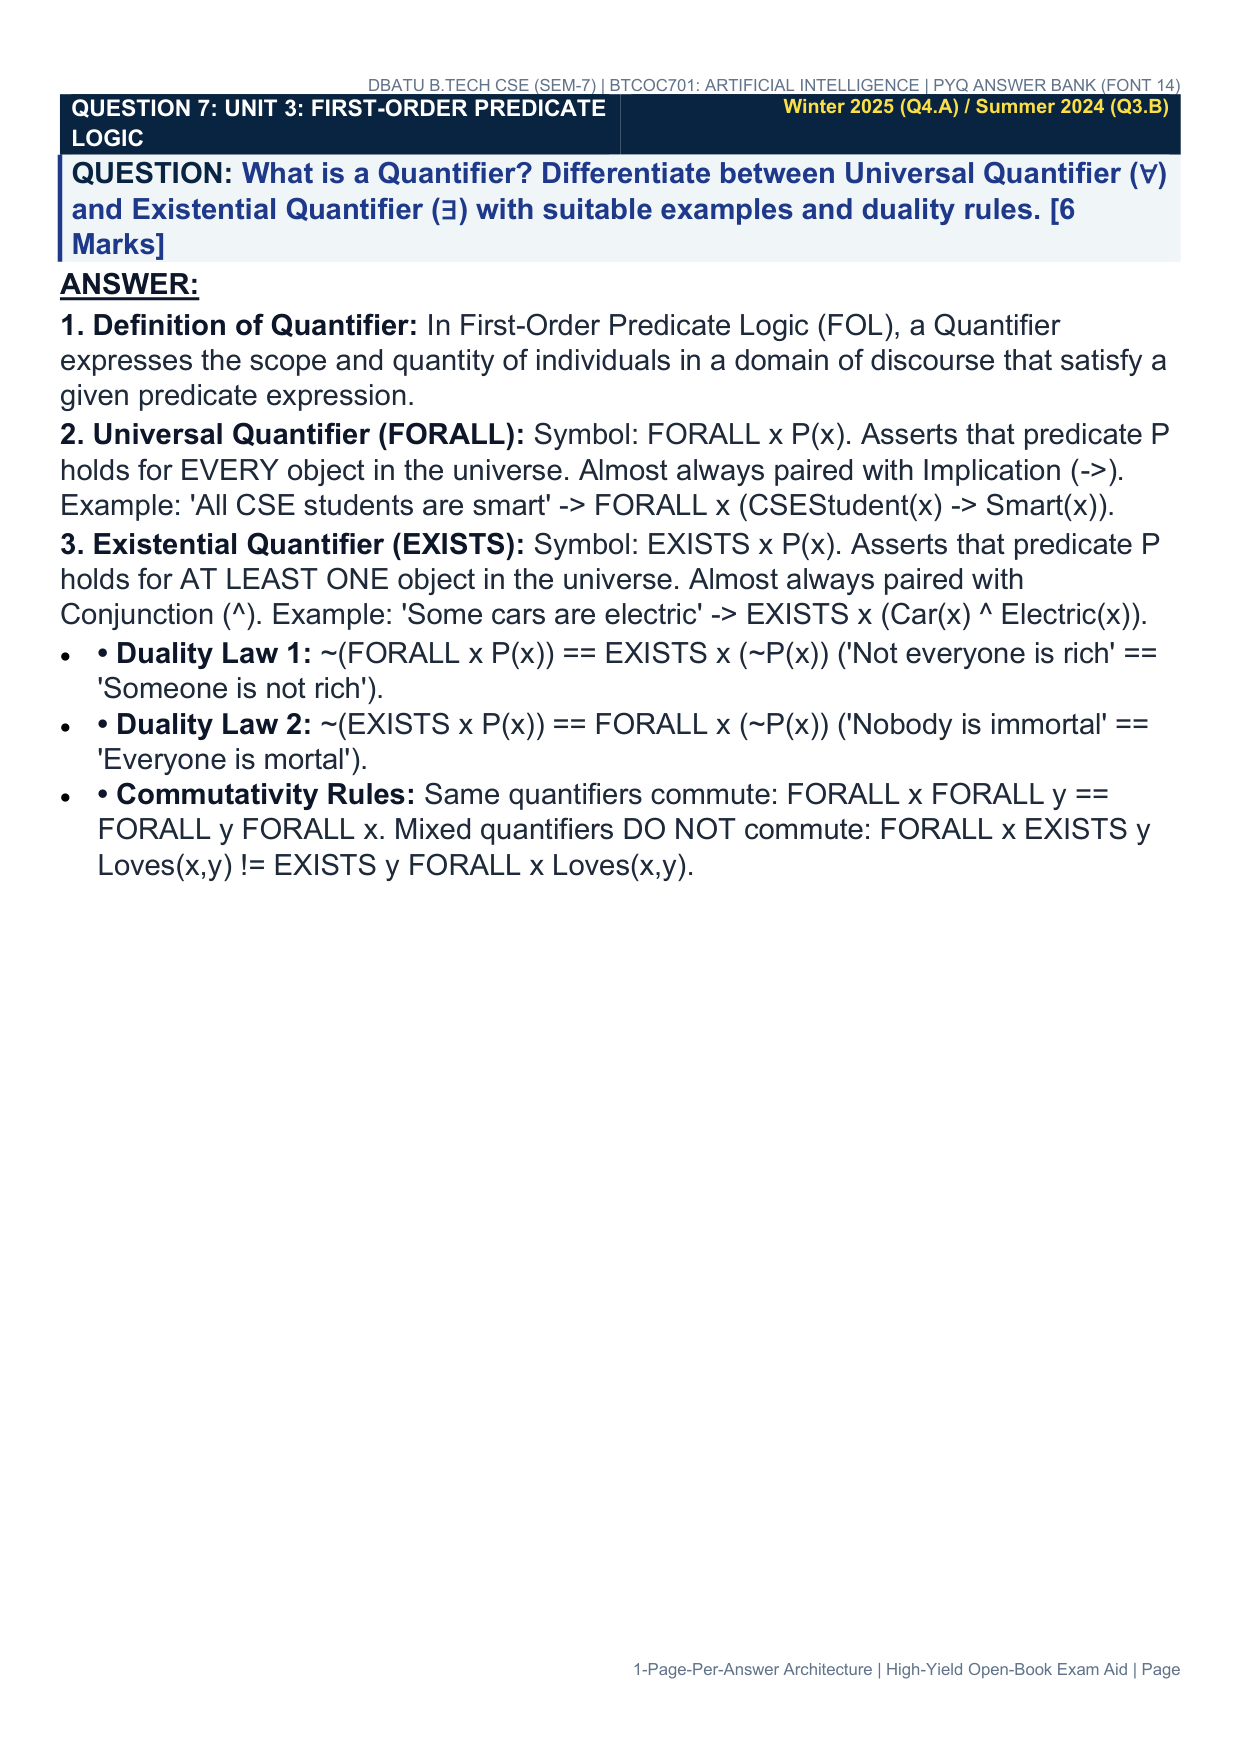 DBATU B.TECH CSE (SEM-7) | BTCOC701: ARTIFICIAL INTELLIGENCE | PYQ ANSWER BANK (FONT 14)
QUESTION 7: UNIT 3: FIRST-ORDER PREDICATE
LOGIC
Winter 2025 (Q4.A) / Summer 2024 (Q3.B)
QUESTION: What is a Quantifier? Differentiate between Universal Quantifier (∀)
and Existential Quantifier (∃) with suitable examples and duality rules. [6
Marks]
ANSWER:
1. Definition of Quantifier: In First-Order Predicate Logic (FOL), a Quantifier
expresses the scope and quantity of individuals in a domain of discourse that satisfy a
given predicate expression.
2. Universal Quantifier (FORALL): Symbol: FORALL x P(x). Asserts that predicate P
holds for EVERY object in the universe. Almost always paired with Implication (->).
Example: 'All CSE students are smart' -> FORALL x (CSEStudent(x) -> Smart(x)).
3. Existential Quantifier (EXISTS): Symbol: EXISTS x P(x). Asserts that predicate P
holds for AT LEAST ONE object in the universe. Almost always paired with
Conjunction (^). Example: 'Some cars are electric' -> EXISTS x (Car(x) ^ Electric(x)).
• • Duality Law 1: ~(FORALL x P(x)) == EXISTS x (~P(x)) ('Not everyone is rich' ==
'Someone is not rich').
• • Duality Law 2: ~(EXISTS x P(x)) == FORALL x (~P(x)) ('Nobody is immortal' ==
'Everyone is mortal').
• • Commutativity Rules: Same quantifiers commute: FORALL x FORALL y ==
FORALL y FORALL x. Mixed quantifiers DO NOT commute: FORALL x EXISTS y
Loves(x,y) != EXISTS y FORALL x Loves(x,y).
1-Page-Per-Answer Architecture | High-Yield Open-Book Exam Aid | Page